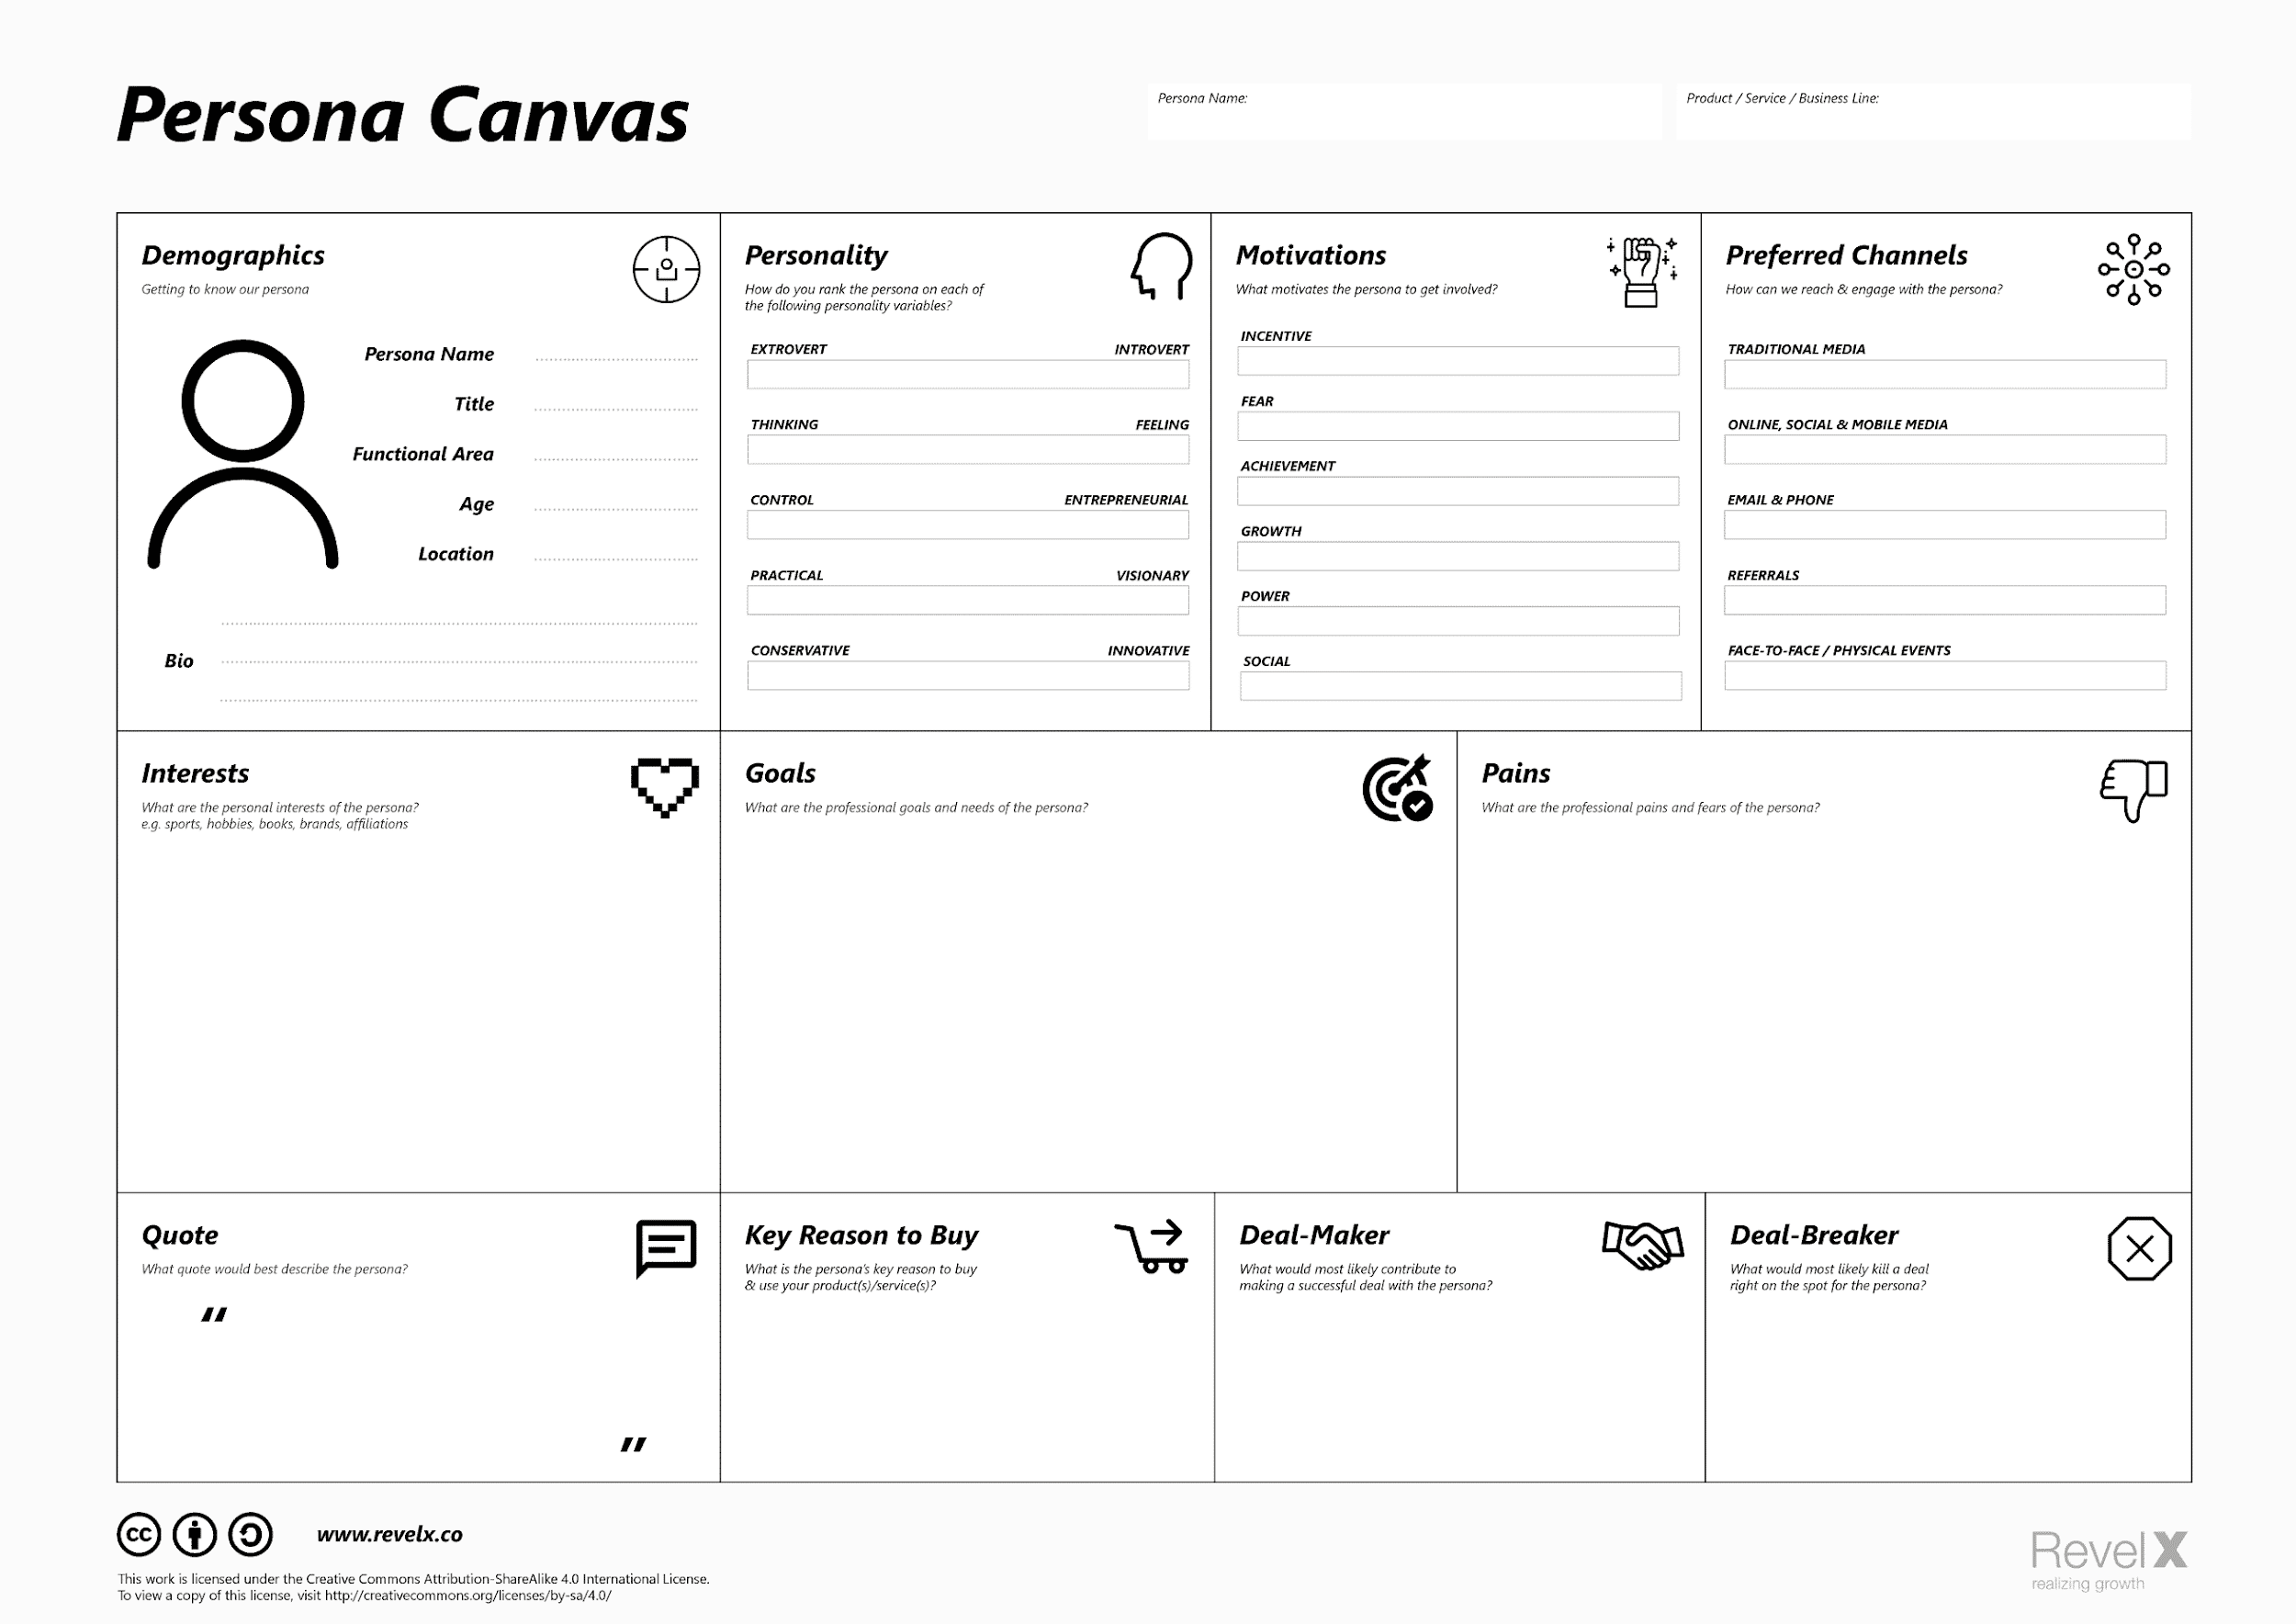 Persona Canvas
Persona Name:
Product / Service / Business Line:
Demographics
Getting to know our persona
Persona Name
Title
Functional Area
Age
Location
Bio
Personality
How do you rank the persona on each of
the following personality variables?
EXTROVERT INTROVERT
THINKING FEELING
CONTROL ENTREPRENEURIAL
PRACTICAL VISIONARY
CONSERVATIVE INNOVATIVE
Motivations
What motivates the persona to get involved?
INCENTIVE
FEAR
ACHIEVEMENT
GROWTH
POWER
SOCIAL
Preferred Channels
How can we reach & engage with the persona?
TRADITIONAL MEDIA
ONLINE, SOCIAL & MOBILE MEDIA
EMAIL & PHONE
REFERRALS
FACE-TO-FACE / PHYSICAL EVENTS
Interests
What are the personal interests of the persona?
e.g. sports, hobbies, books, brands, affiliations
Goals
What are the professional goals and needs of the persona?
Pains
What are the professional pains and fears of the persona?
Quote
What quote would best describe the persona?
“
”
Key Reason to Buy
What is the persona's key reason to buy
& use your product(s)/service(s)?
Deal-Maker
What would most likely contribute to
making a successful deal with the persona?
Deal-Breaker
What would most likely kill a deal
right on the spot for the persona?
cc
www.revelx.co
This work is licensed under the Creative Commons Attribution-ShareAlike 4.0 International License.
To view a copy of this license, visit http://creativecommons.org/licenses/by-sa/4.0/
RevelX
realizing growth